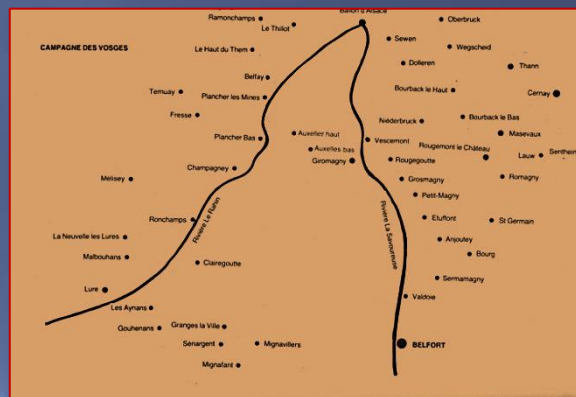 Ballon d'Alsace
Ramonchamps
Oberbruck
Le Thillot
Sewen
CAMPAGNE DES VOSGES
Le Haut du Them
Wegscheid
Dolleren
Thann
Belfay
Ternuay
Plancher les Mines
Bourback le Haut
Cernay
Fresse
Niederbruck
Bourback le Bas
Auxelles haut
Masevaux
Plancher Bas
Vescemont
Rougemont le Château
Auxelles bas
Lauw
Sentheim
Giromagny
Rougegoutte
Champagney
Melisey
Grosmagny
Romagny
Petit-Magny
Ronchamps
Rivière Le Rahin
Rivière La Savoureuse
Etuffont
St Germain
La Neuvelle les Lures
Anjoutey
Malbouhans
Clairegoutte
Bourg
Sermamagny
Lure
Valdoie
Les Aynans
Gouhenans
Granges la Ville
Sénargent
Mignavillers
BELFORT
Mignafant